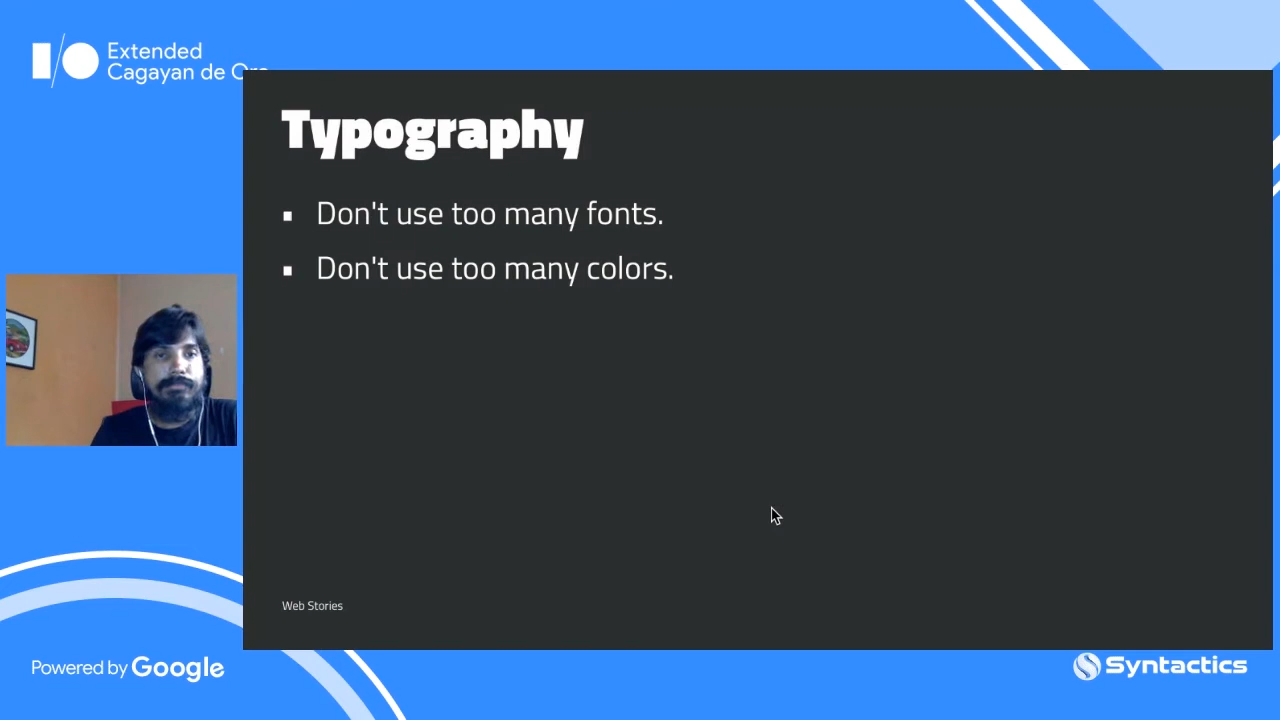 Extended
Cagayan de Oro
Typography
▪ Don't use too many fonts.
▪ Don't use too many colors.
Web Stories
Powered by Google
Syntactics